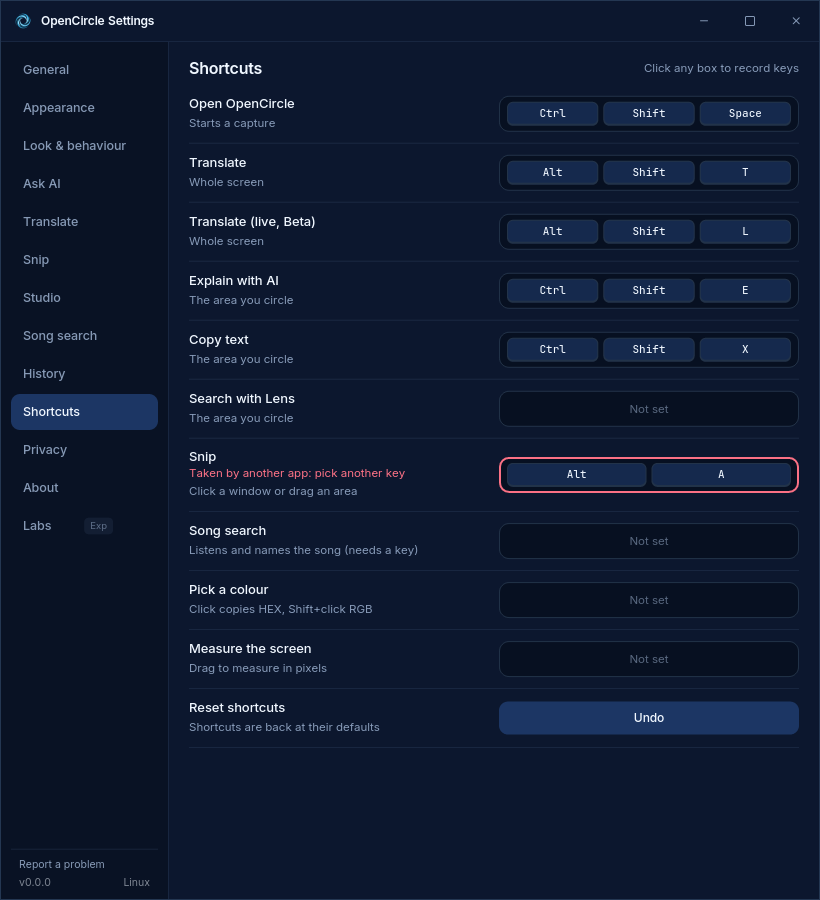 OpenCircle Settings
General
Appearance
Look & behaviour
Ask AI
Translate
Snip
Studio
Song search
History
Shortcuts
Privacy
About
Labs Exp
Report a problem
v0.0.0 Linux
Shortcuts
Click any box to record keys
Open OpenCircle
Starts a capture
Ctrl Shift Space
Translate
Whole screen
Alt Shift T
Translate (live, Beta)
Whole screen
Alt Shift L
Explain with AI
The area you circle
Ctrl Shift E
Copy text
The area you circle
Ctrl Shift X
Search with Lens
The area you circle
Not set
Snip
Taken by another app: pick another key
Click a window or drag an area
Alt A
Song search
Listens and names the song (needs a key)
Not set
Pick a colour
Click copies HEX, Shift+click RGB
Not set
Measure the screen
Drag to measure in pixels
Not set
Reset shortcuts
Shortcuts are back at their defaults
Undo